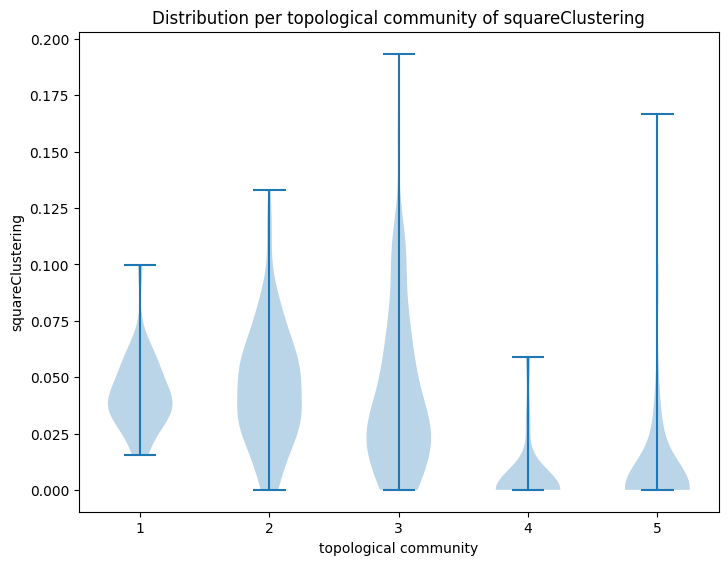 Distribution per topological community of squareClustering
0.200
0.175
0.150
0.125
0.100
0.075
0.050
0.025
0.000
squareClustering
1 2 3 4 5
topological community